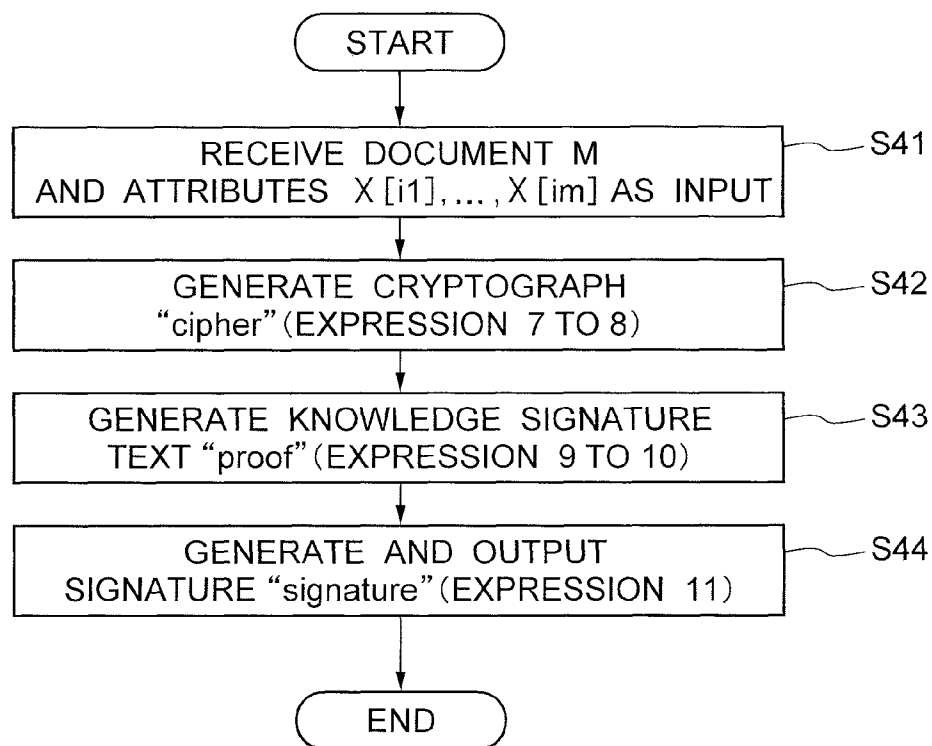 START
RECEIVE DOCUMENT M
AND ATTRIBUTES X[i1],...,X[im] AS INPUT
S41
GENERATE CRYPTOGRAPH
“cipher”(EXPRESSION 7 TO 8)
S42
GENERATE KNOWLEDGE SIGNATURE
TEXT “proof”(EXPRESSION 9 TO 10)
S43
GENERATE AND OUTPUT
SIGNATURE “signature”(EXPRESSION 11)
S44
END